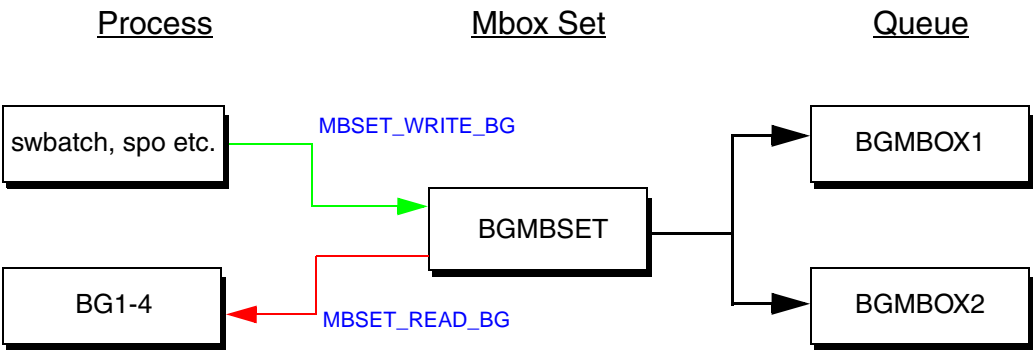 Process
Mbox Set
Queue
swbatch, spo etc.
MBSET_WRITE_BG
BGMBOX1
BGMBSET
BG1-4
MBSET_READ_BG
BGMBOX2